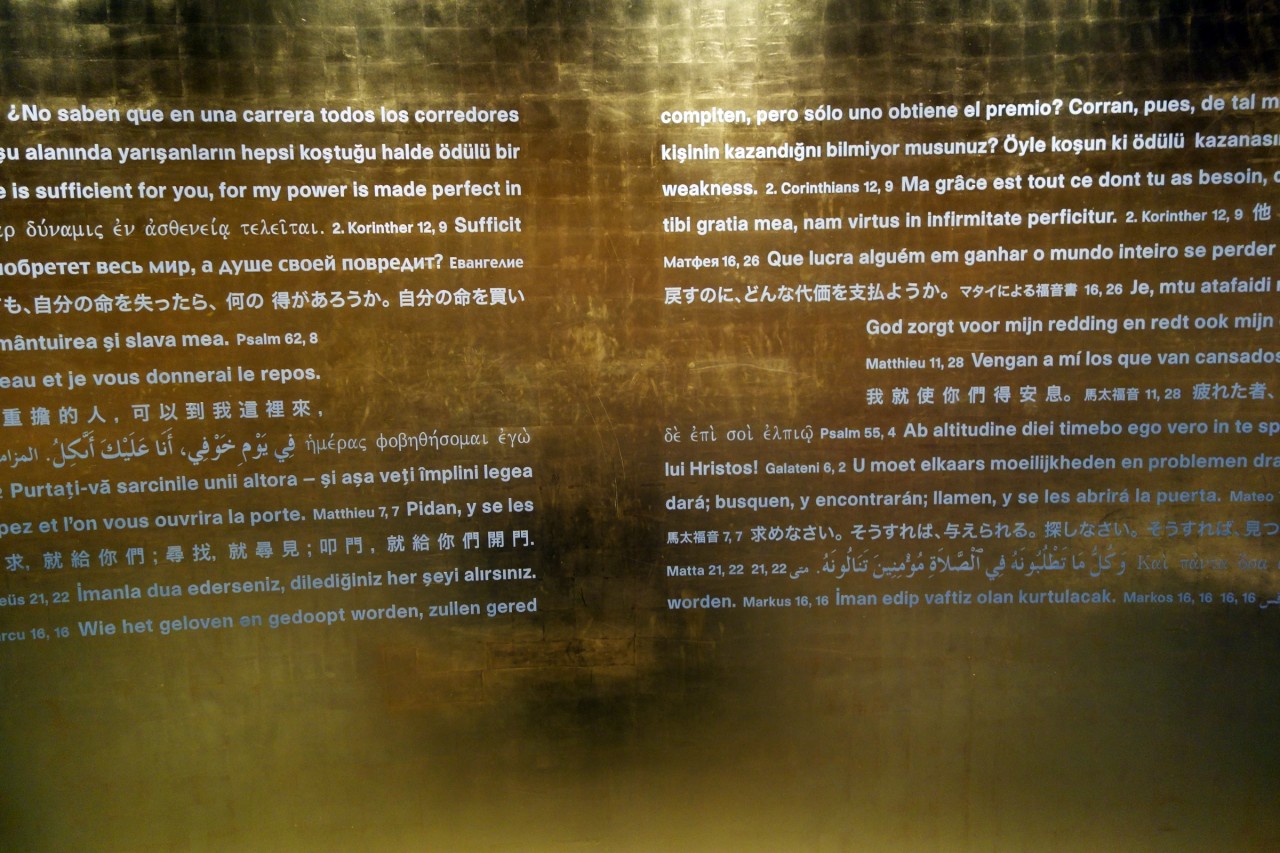 ¿No saben que en una carrera todos los corredores compiten, pero sólo uno obtiene el premio? Corran, pues, de tal m
şu alanında yarışanların hepsi koştuğu halde ödülü bir kişinin kazandığnı bilmiyor musunuz? Öyle koşun ki ödülü kazanası
e is sufficient for you, for my power is made perfect in weakness. 2. Corinthians 12, 9 Ma grâce est tout ce dont tu as besoin,
ὰρ δύναμις ἐν ἀσθενείᾳ τελεῖται. 2. Korinther 12, 9 Sufficit tibi gratia mea, nam virtus in infirmitate perficitur. 2. Korinther 12, 9 他
иобретет весь мир, а душе своей повредит? Евангелие Матфея 16, 26 Que lucra alguém em ganhar o mundo inteiro se perder
ても、自分の命を失ったら、何の 得があろうか。自分の命を買い 戻すのに、どんな代価を支払ようか。 マタイによる福音書 16, 26 Je, mtu atafaidi
mântuirea și slava mea. Psalm 62, 8 God zorgt voor mijn redding en redt ook mijn
eau et je vous donnerai le repos. Matthieu 11, 28 Vengan a mí los que van cansados
重擔的人，可以到我這裡來， 我就使你們得安息。 馬太福音 11, 28 疲れた者、
فِي يَوْمِ خَوْفِي، أَنَا عَلَيْكَ أَتَّكِلُ. المزام ἡμέρας φοβηθήσομαι ἐγὼ δὲ ἐπὶ σοὶ ἐλπιῶ Psalm 55, 4 Ab altitudine diei timebo ego vero in te sp
2 Purtați-vă sarcinile unii altora – și așa veți împlini legea lui Hristos! Galateni 6, 2 U moet elkaars moeilijkheden en problemen dra
pez et l'on vous ouvrira la porte. Matthieu 7, 7 Pidan, y se les dará; busquen, y encontrarán; llamen, y se les abrirá la puerta. Mateo
求，就給你們；尋找，就尋見；叩門，就給你們開門. 馬太福音 7, 7 求めなさい。そうすれば、与えられる。探しなさい。そうすれば、見つ
eüs 21, 22 İmanla dua ederseniz, dilediğiniz her şeyi alırsınız. Matta 21, 22 21, 22 وَكُلُّ مَا تَطْلُبُونَهُ فِي ٱلصَّلَاةِ مُؤْمِنِينَ تَنَالُونَهُ. متى Καὶ πάντα ὅσα
arcu 16, 16 Wie het geloven en gedoopt worden, zullen gered worden. Markus 16, 16 İman edip vaftiz olan kurtulacak. Markos 16, 16 16, 16